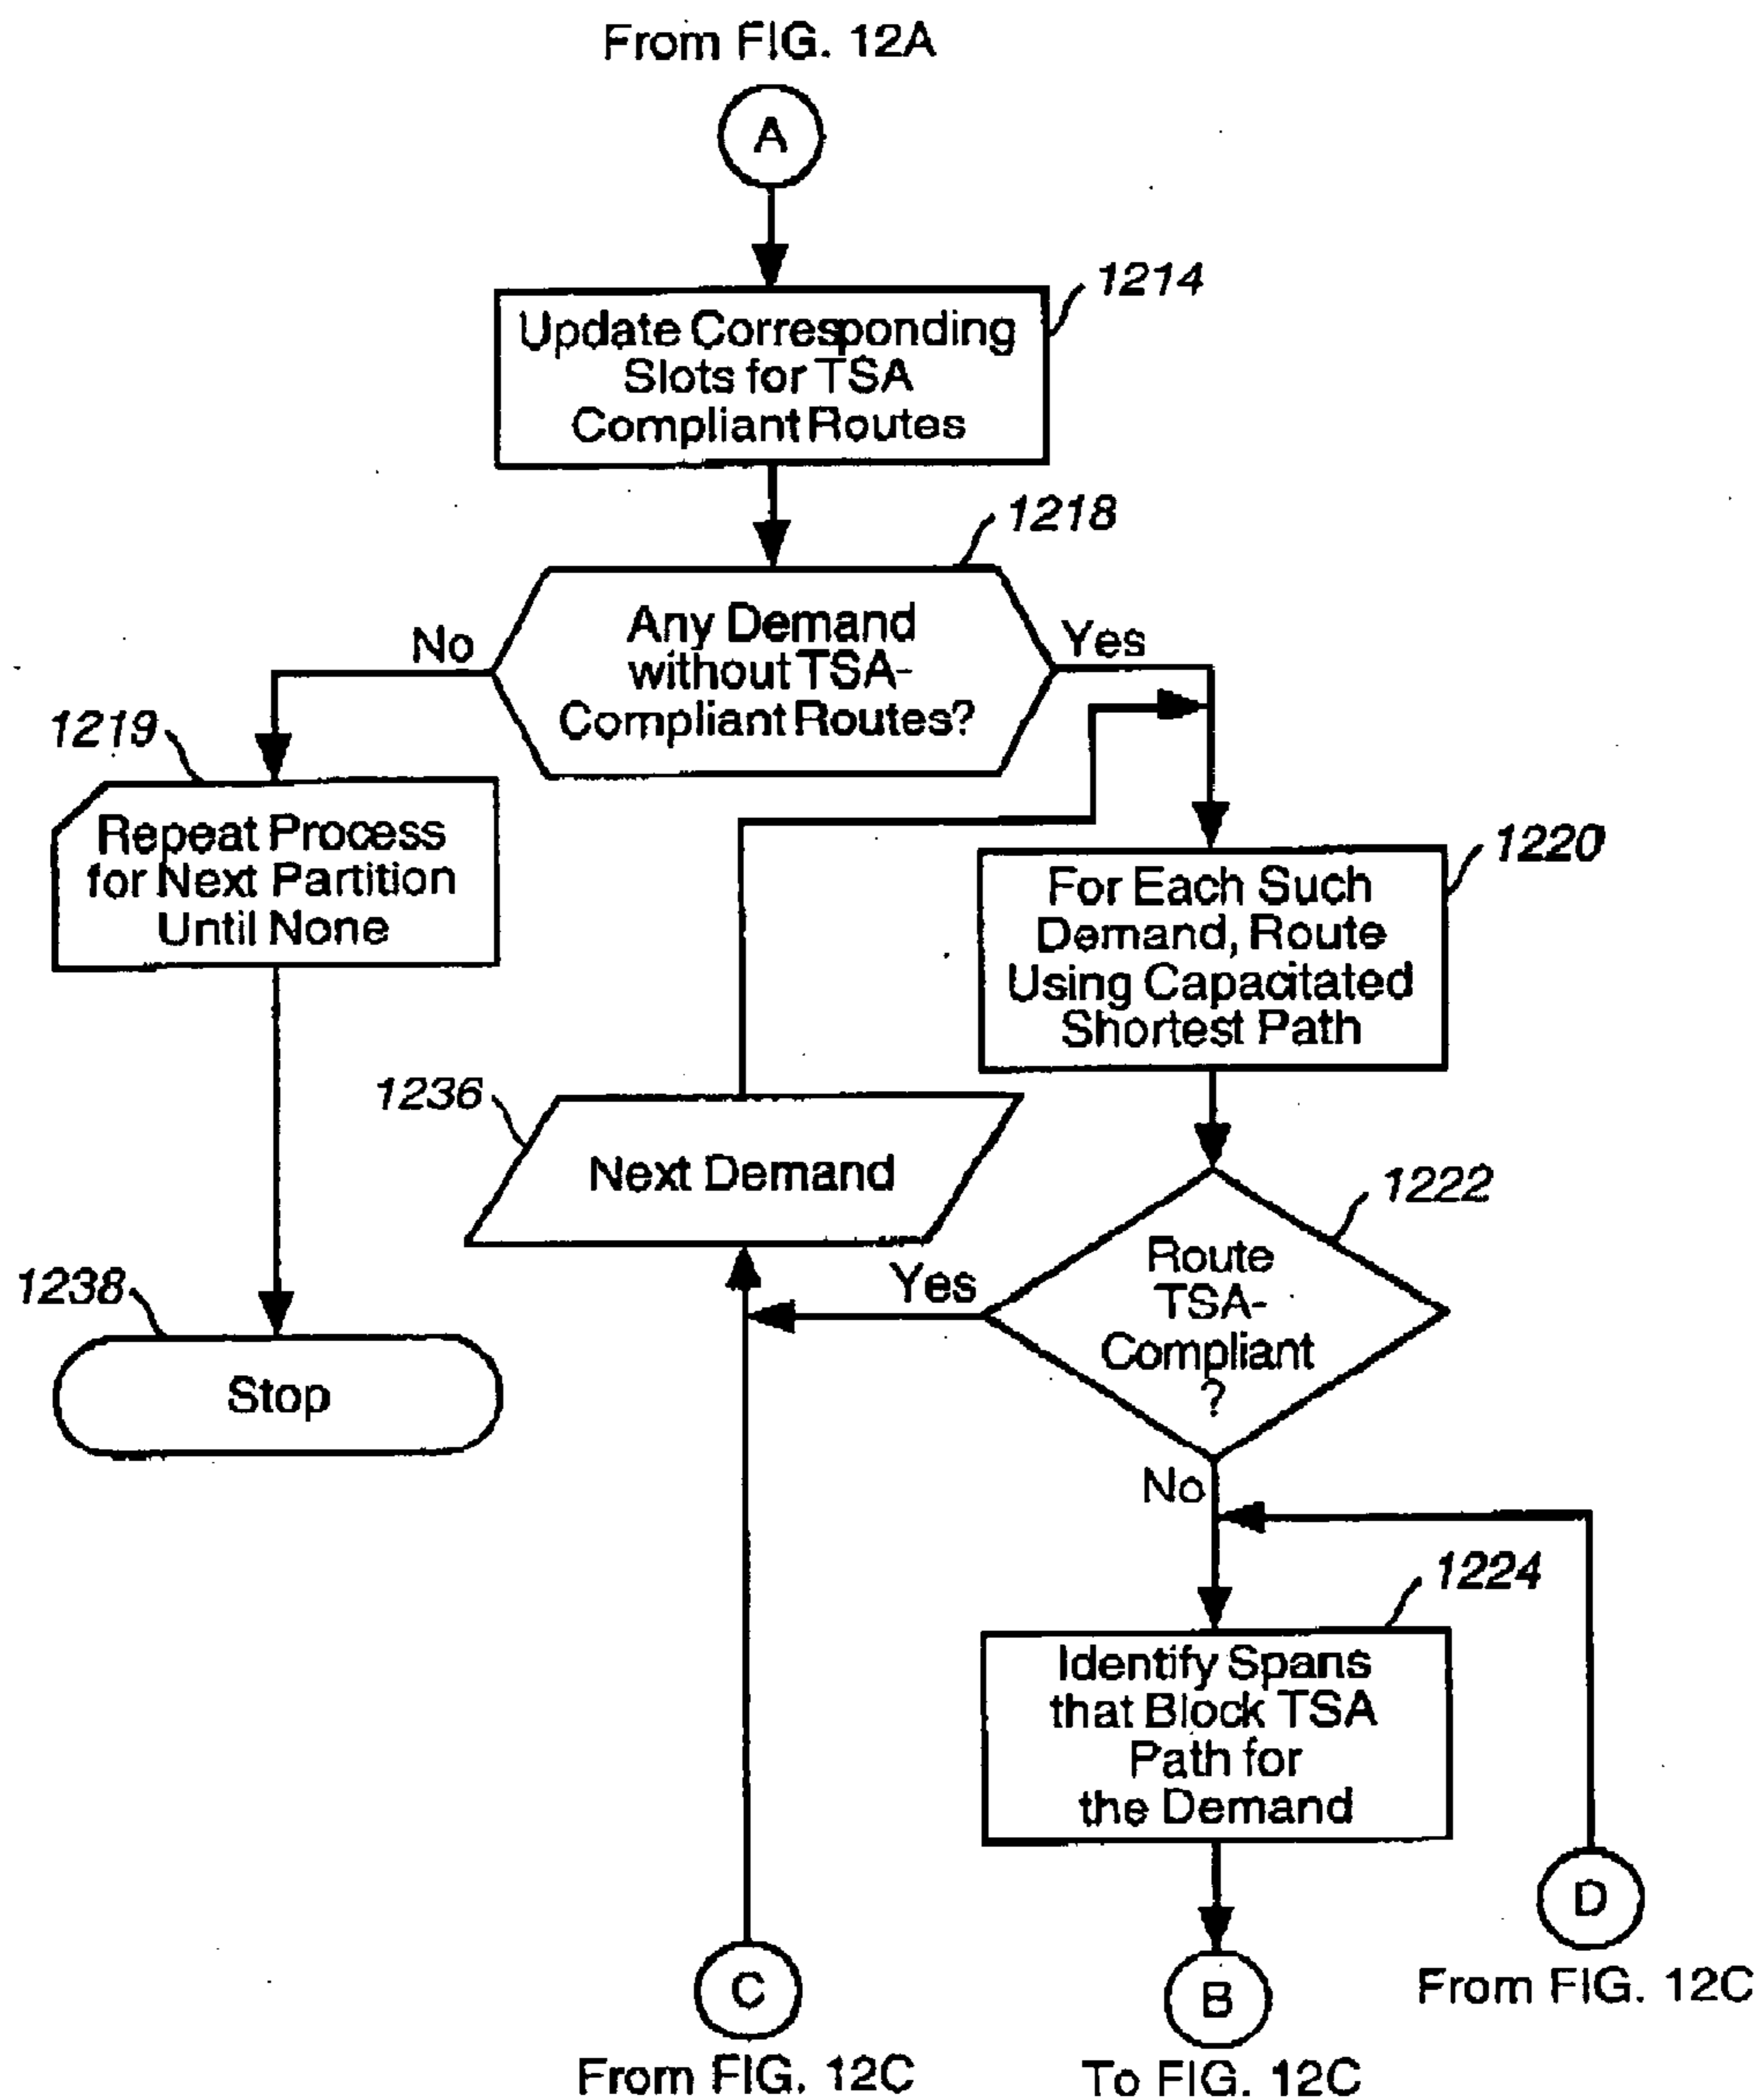 From FIG. 12A
A
1214
Update Corresponding
Slots for TSA
Compliant Routes
1218
Any Demand
without TSA-
Compliant Routes?
No
Yes
1219
Repeat Process
for Next Partition
Until None
1220
For Each Such
Demand, Route
Using Capacitated
Shortest Path
1236
Next Demand
1222
Route
TSA-
Compliant
?
Yes
No
1238
Stop
1224
Identify Spans
that Block TSA
Path for
the Demand
D
From FIG. 12C
C
From FIG. 12C
B
To FIG. 12C